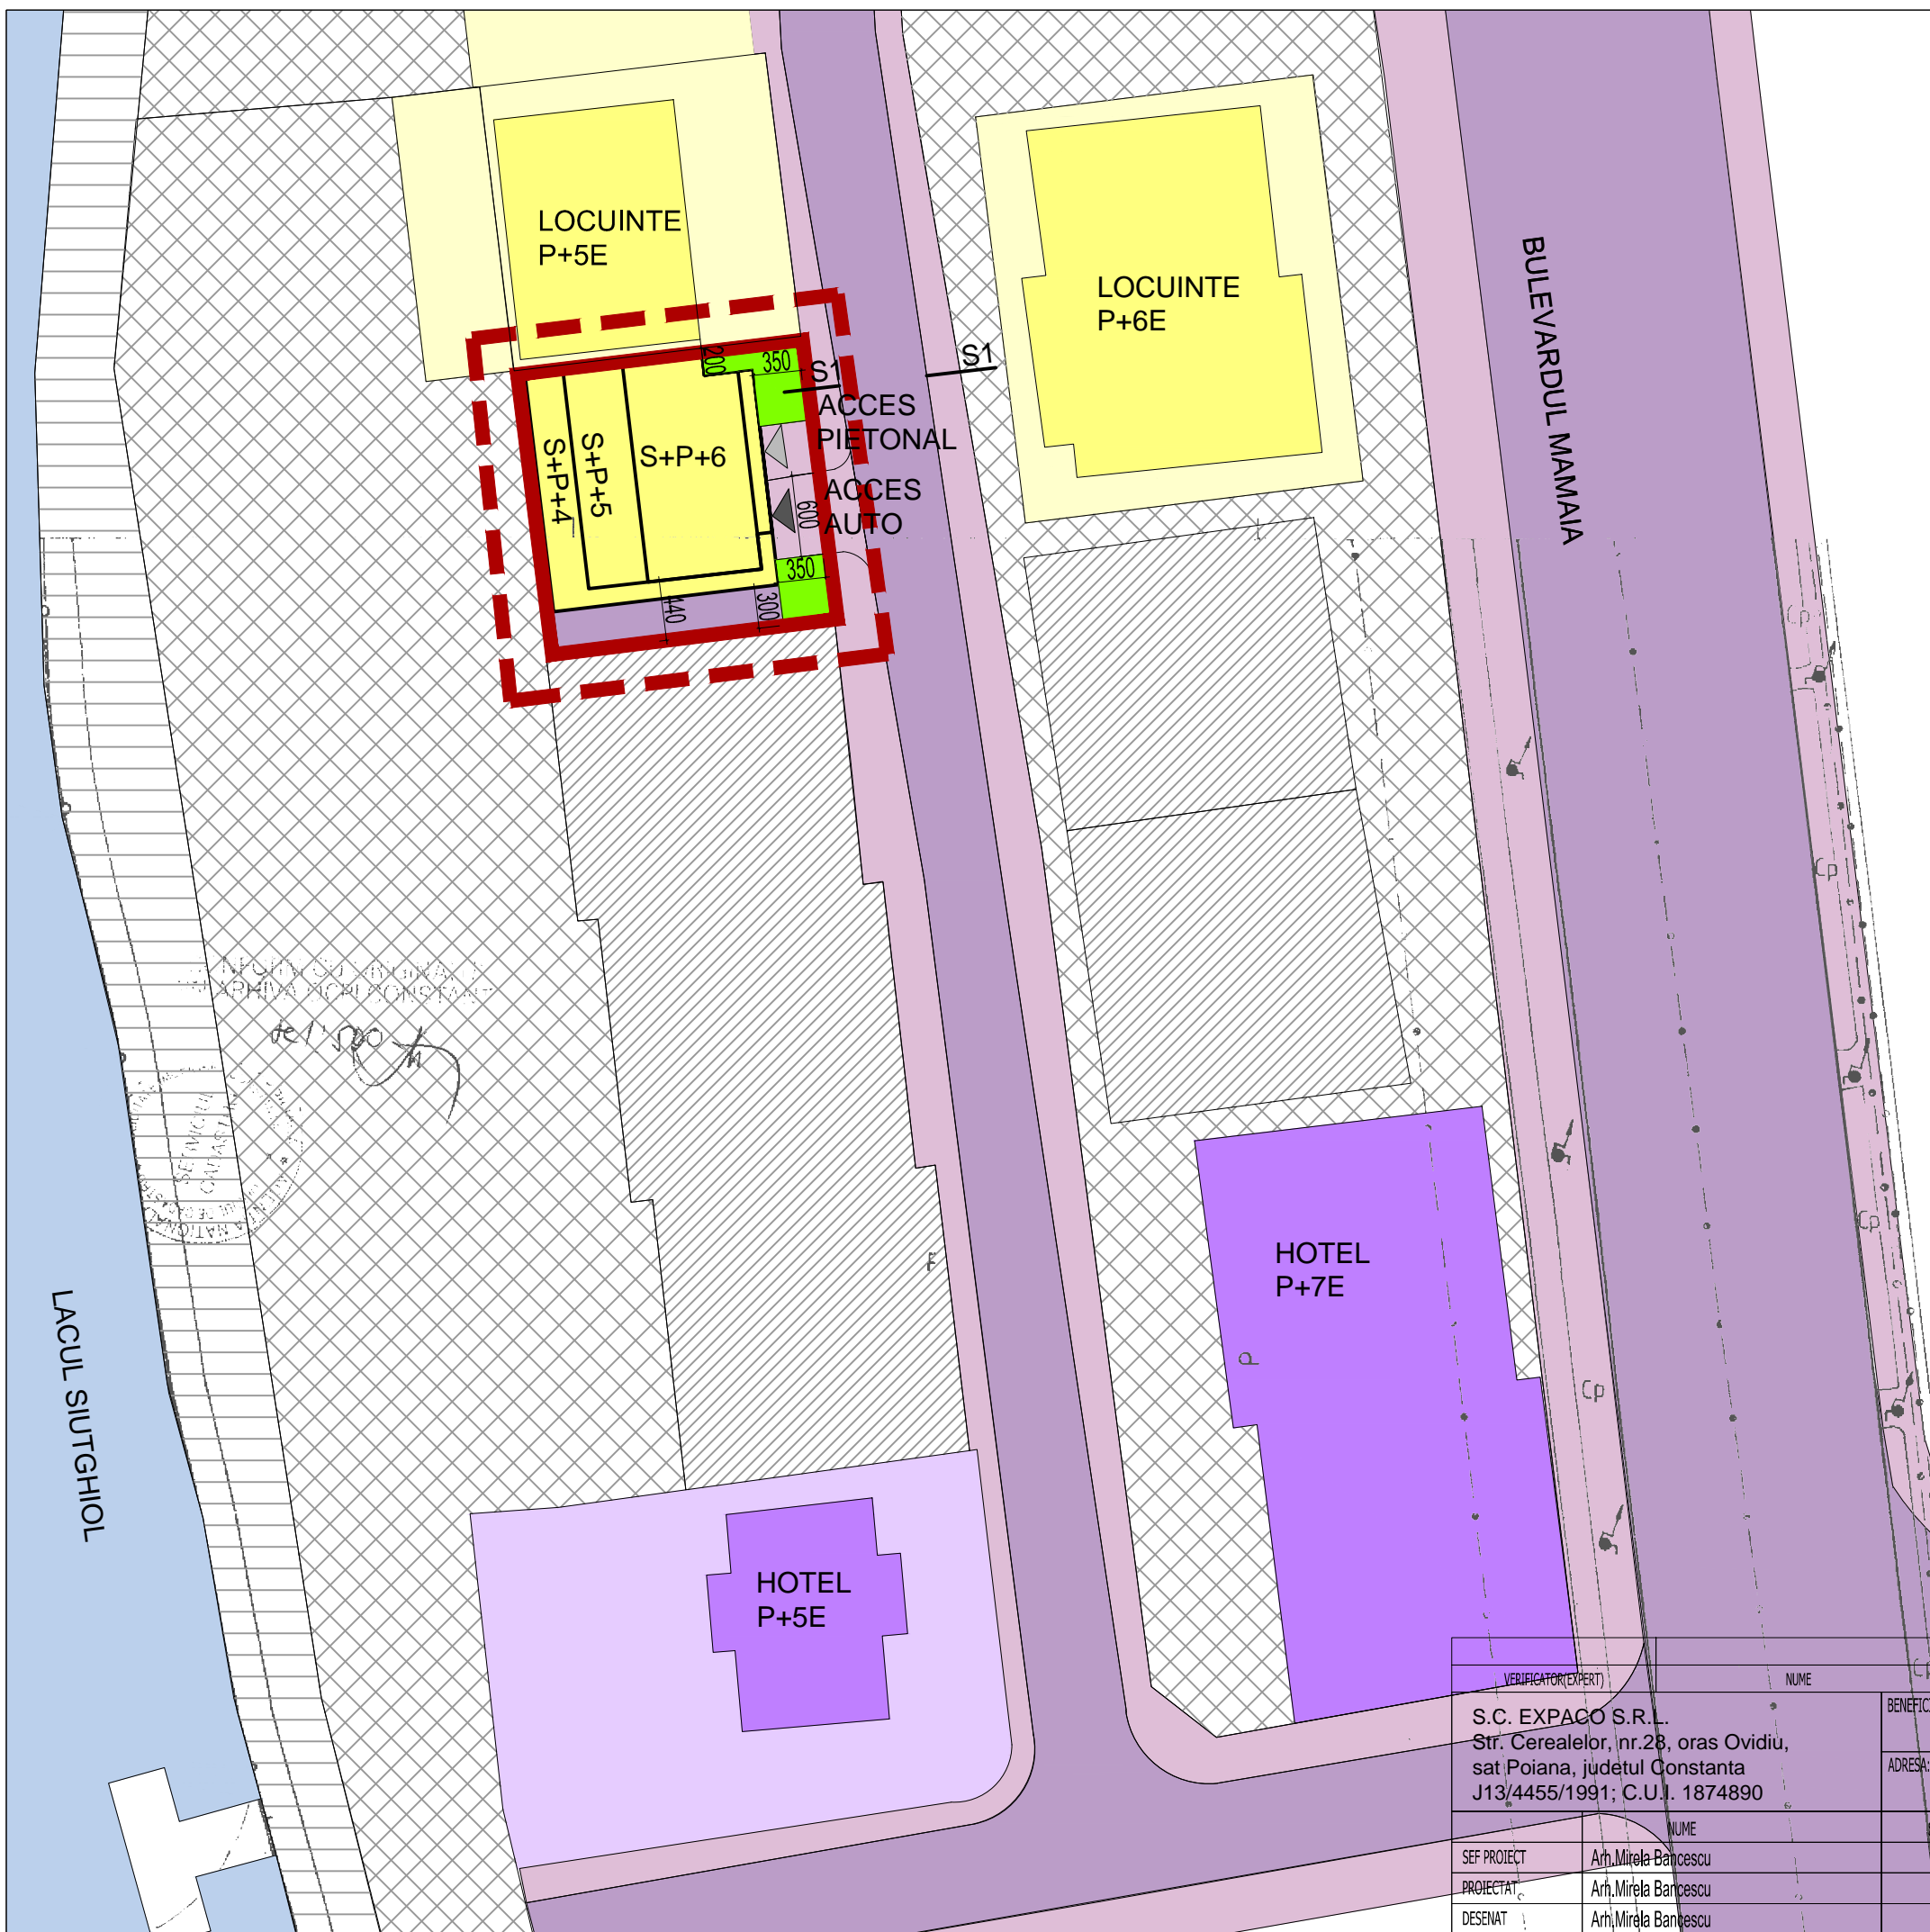 LOCUINTE
P+5E
LOCUINTE
P+6E
BULEVARDUL MAMAIA
S1
S1
200
350
ACCES
PIETONAL
S+P+4
S+P+5
S+P+6
ACCES
AUTO
600
350
300
Cp
Cp
Cp
Cp
Cp
HOTEL
P+7E
P
LACUL SIUTGHIOL
HOTEL
P+5E
VERIFICATOR(EXPERT)
NUME
S.C. EXPACO S.R.L.
Str. Cerealelor, nr.28, oras Ovidiu,
sat Poiana, judetul Constanta
J13/4455/1991; C.U.I. 1874890
BENEFICI
ADRESA:
NUME
SEF PROIECT
Arh.Mirela Bancescu
PROIECTAT
Arh.Mirela Bancescu
DESENAT
Arh.Mirela Bancescu